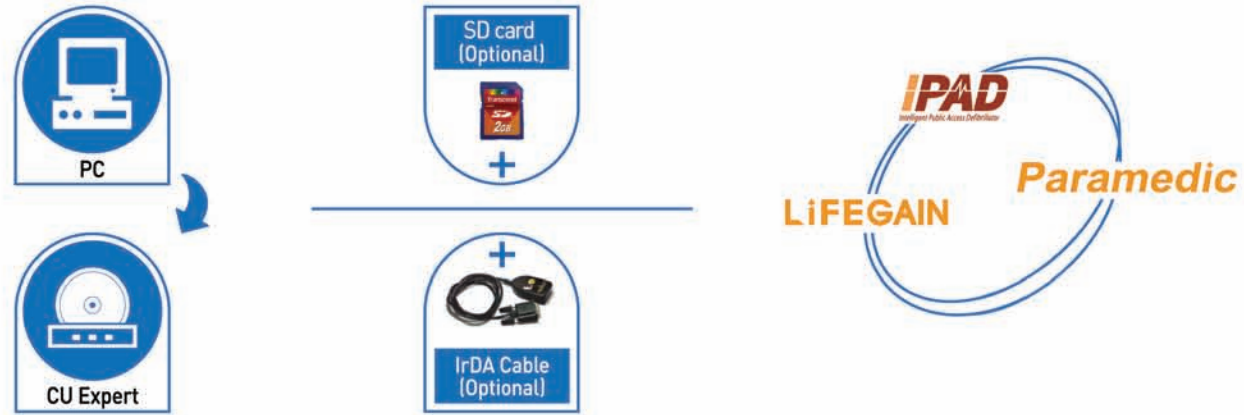 PC
CU Expert
SD card
(Optional)
Transcend
SD
2GB
IrDA Cable
(Optional)
IPAD
Intelligent Public Access Defibrillator
LiFEGAIN
Paramedic